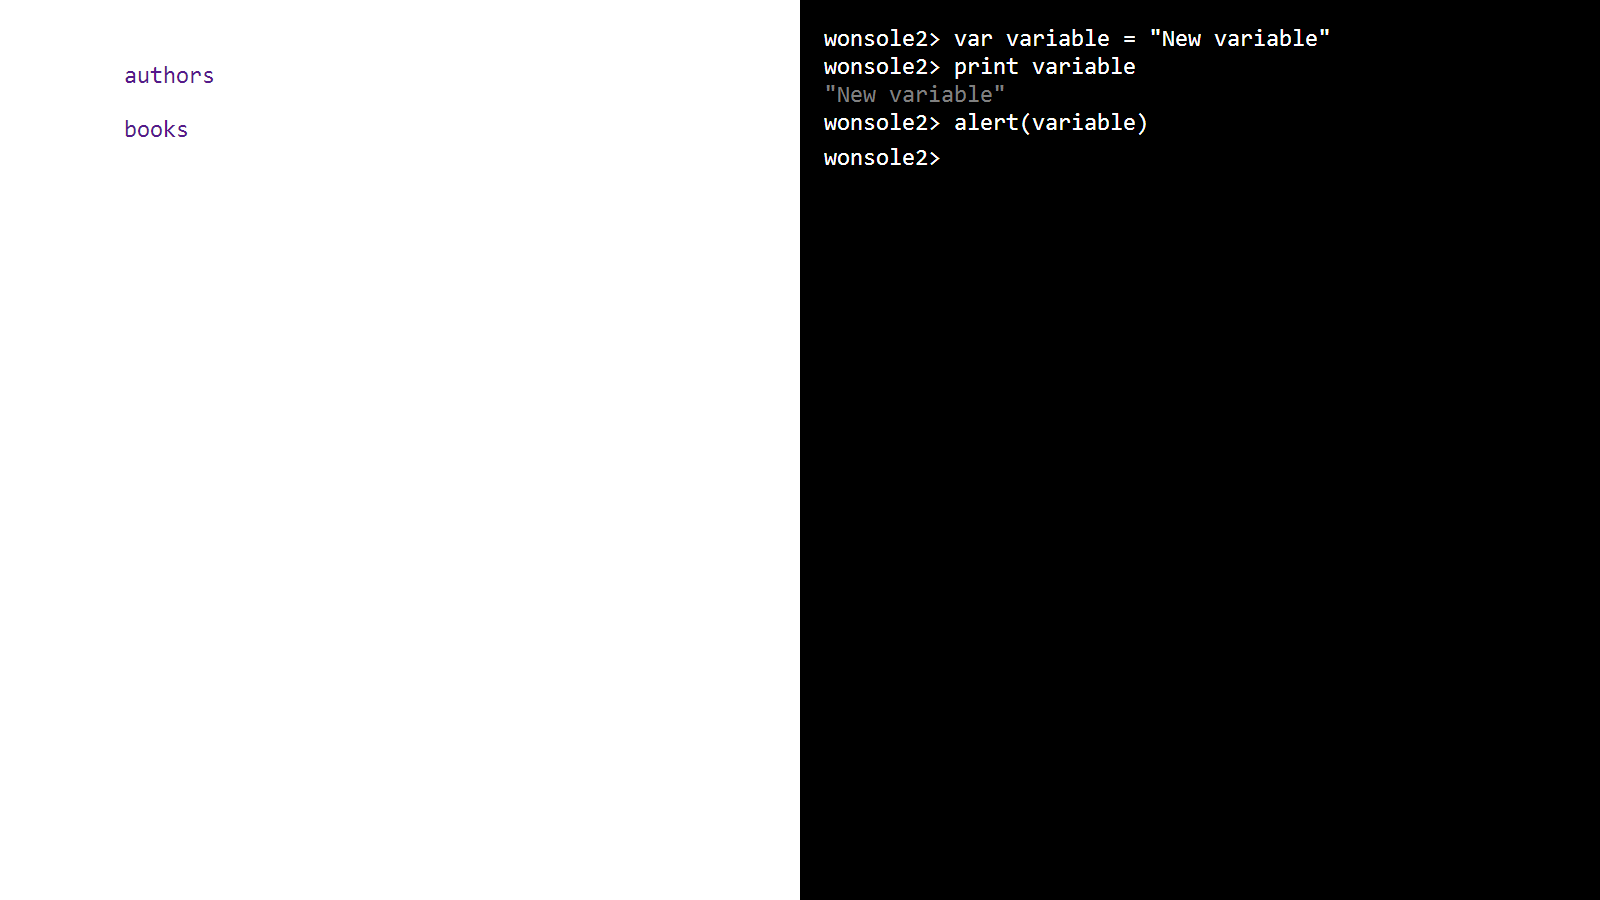 authors
books
wonsole2> var variable = "New variable"
wonsole2> print variable
"New variable"
wonsole2> alert(variable)
wonsole2>